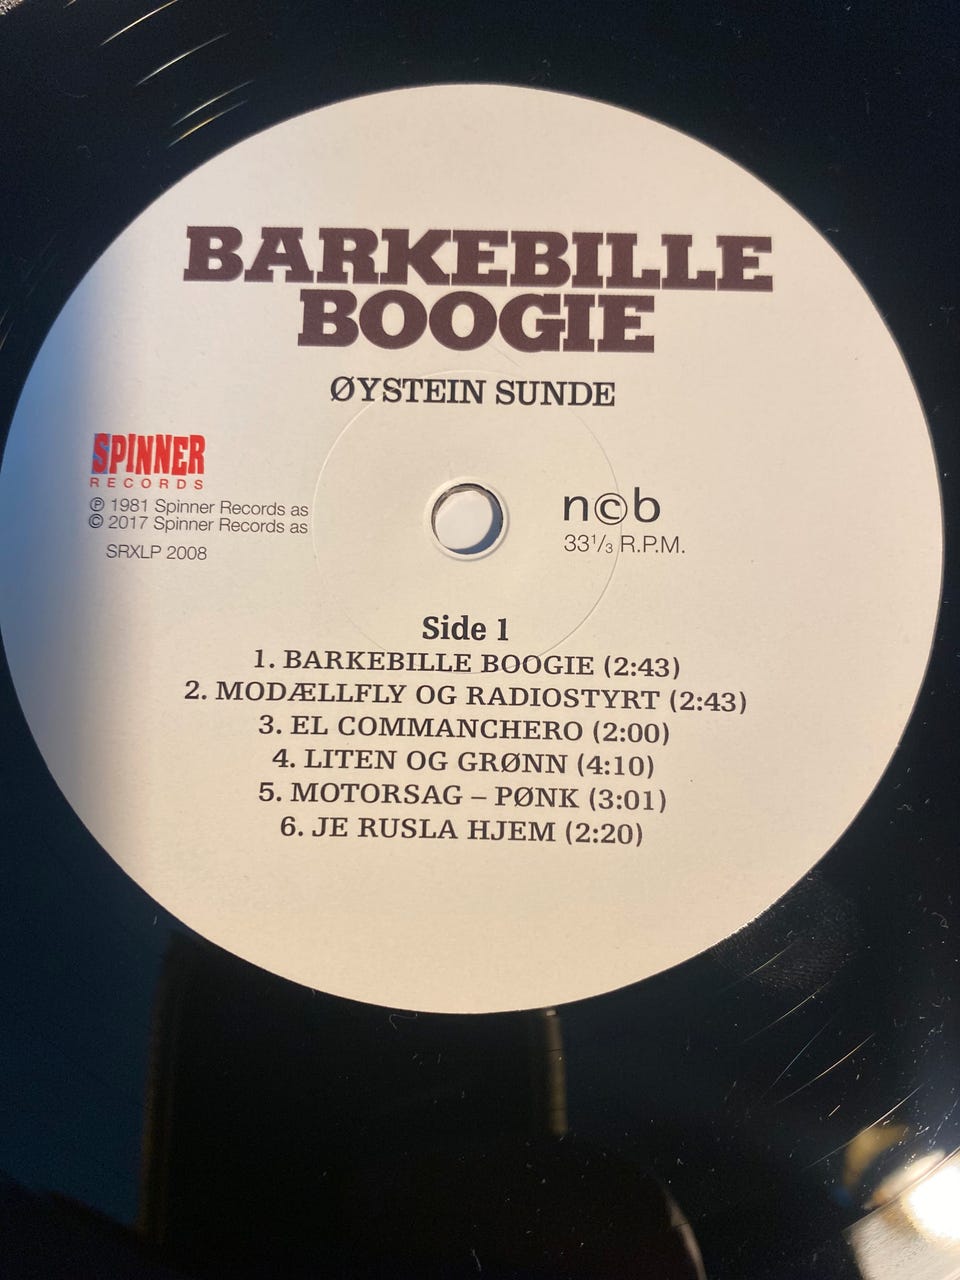 BARKEBILLE
BOOGIE
ØYSTEIN SUNDE
SPINNER
RECORDS
℗ 1981 Spinner Records as
© 2017 Spinner Records as
SRXLP 2008
n©b
33⅓ R.P.M.
Side 1
1. BARKEBILLE BOOGIE (2:43)
2. MODÆLLFLY OG RADIOSTYRT (2:43)
3. EL COMMANCHERO (2:00)
4. LITEN OG GRØNN (4:10)
5. MOTORSAG – PØNK (3:01)
6. JE RUSLA HJEM (2:20)